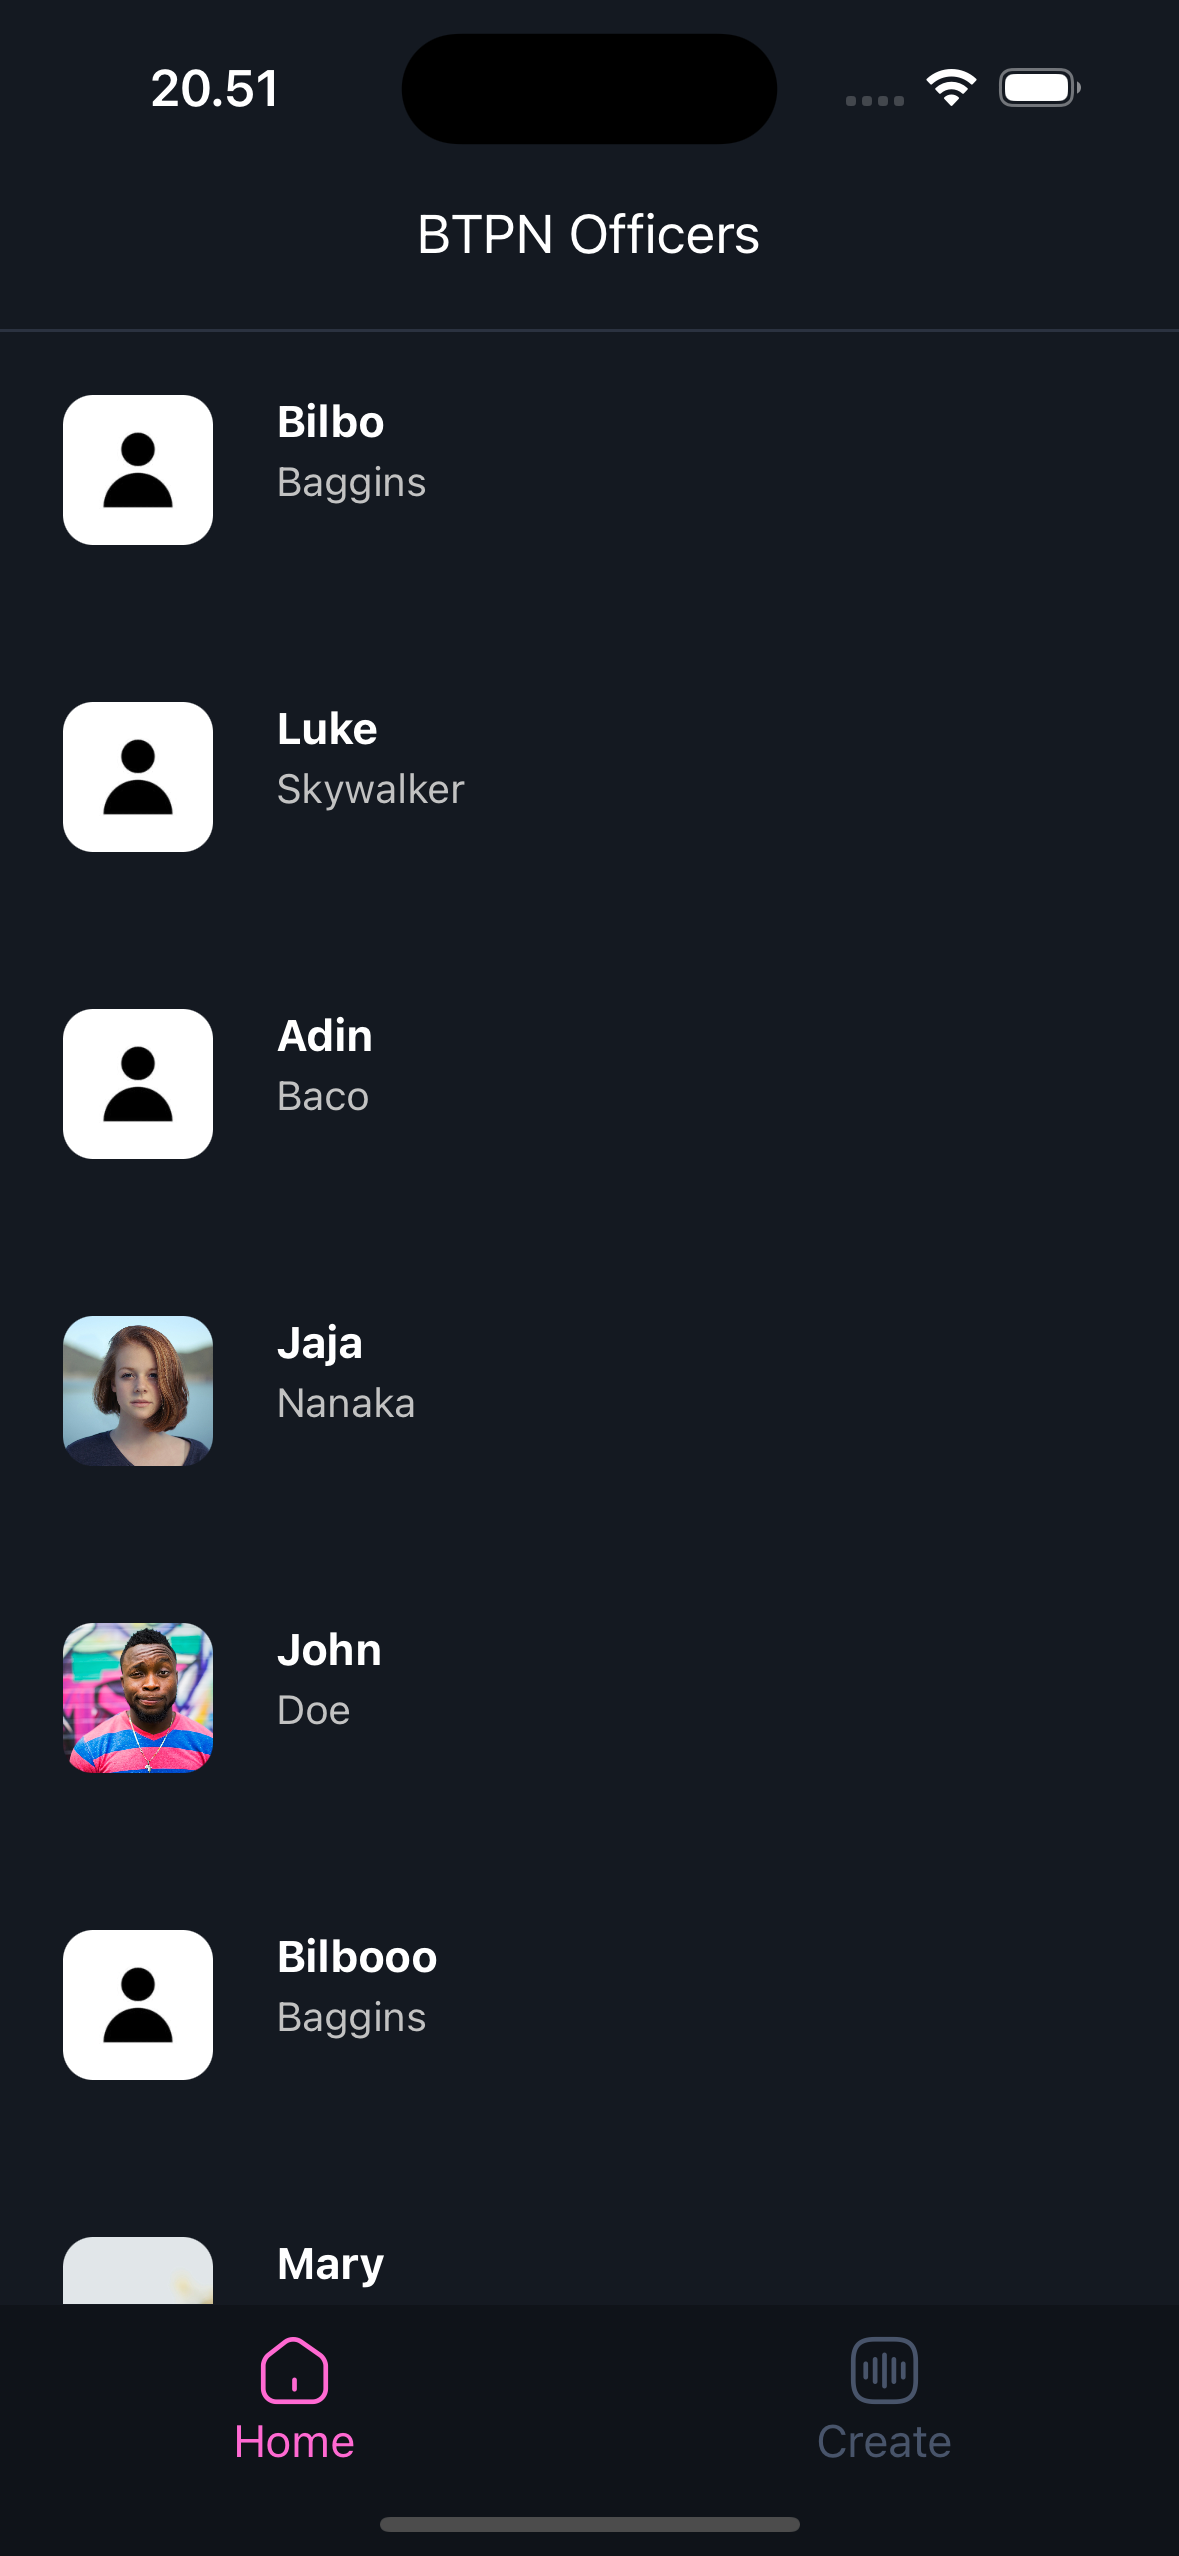 20.51
BTPN Officers
Bilbo
Baggins
Luke
Skywalker
Adin
Baco
Jaja
Nanaka
John
Doe
Bilbooo
Baggins
Mary
Home
Create